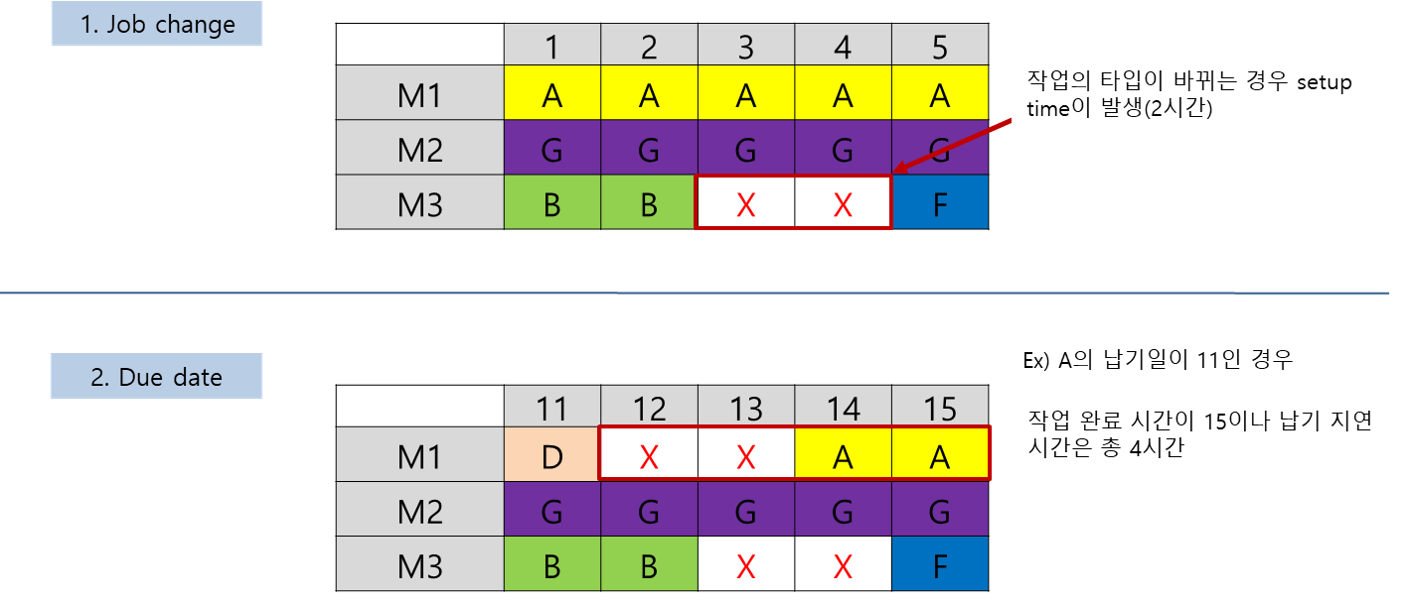 1. Job change
1 2 3 4 5
M1 A A A A A
M2 G G G G G
M3 B B X X F
작업의 타입이 바뀌는 경우 setup
time이 발생(2시간)
2. Due date
11 12 13 14 15
M1 D X X A A
M2 G G G G G
M3 B B X X F
Ex) A의 납기일이 11인 경우
작업 완료 시간이 15이나 납기 지연
시간은 총 4시간